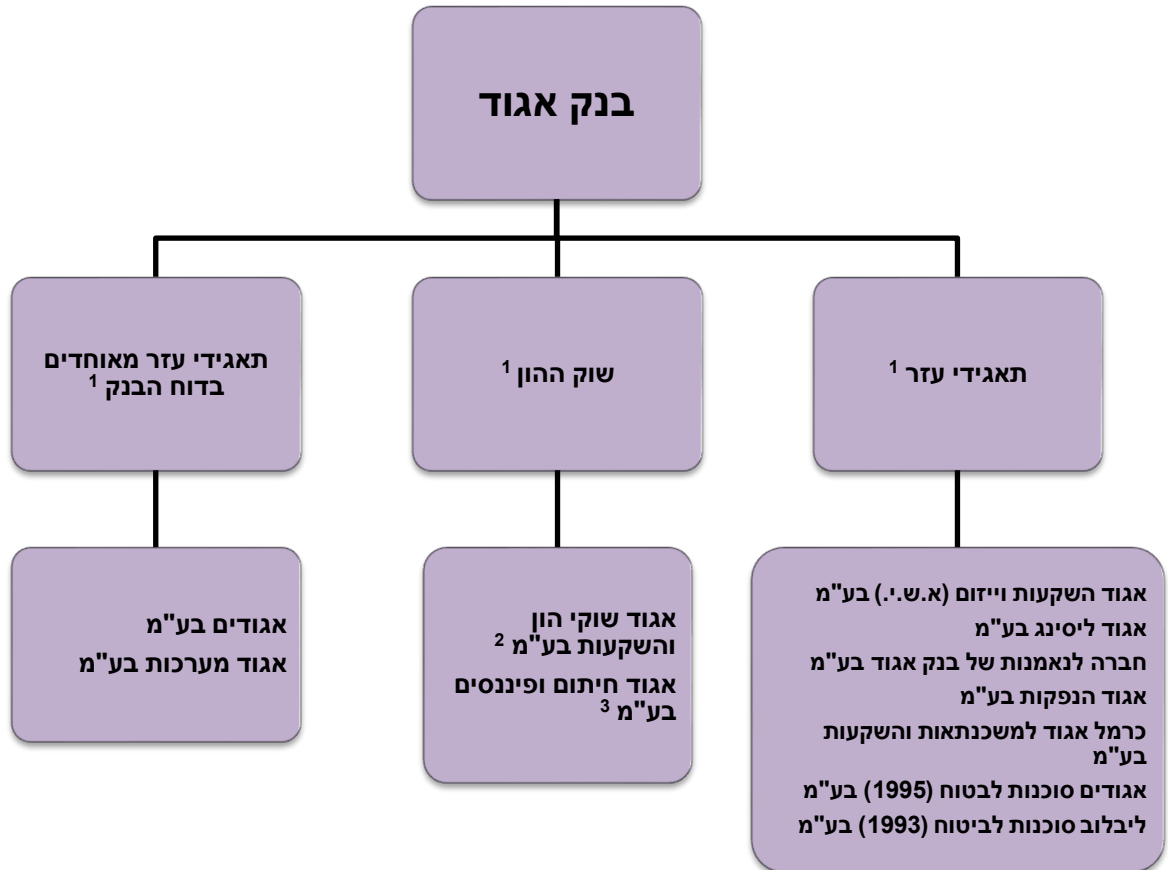 בנק אגוד
תאגידי עזר 1
שוק ההון 1
תאגידי עזר מאוחדים
בדוח הבנק 1
אגוד השקעות וייזום (א.ש.י.) בע"מ
אגוד ליסינג בע"מ
חברה לנאמנות של בנק אגוד בע"מ
אגוד הנפקות בע"מ
כרמל אגוד למשכנתאות והשקעות
בע"מ
אגודים סוכנות לבטוח (1995) בע"מ
ליבלוב סוכנות לביטוח (1993) בע"מ
אגוד שוקי הון
והשקעות בע"מ 2
אגוד חיתום ופיננסים
בע"מ 3
אגודים בע"מ
אגוד מערכות בע"מ